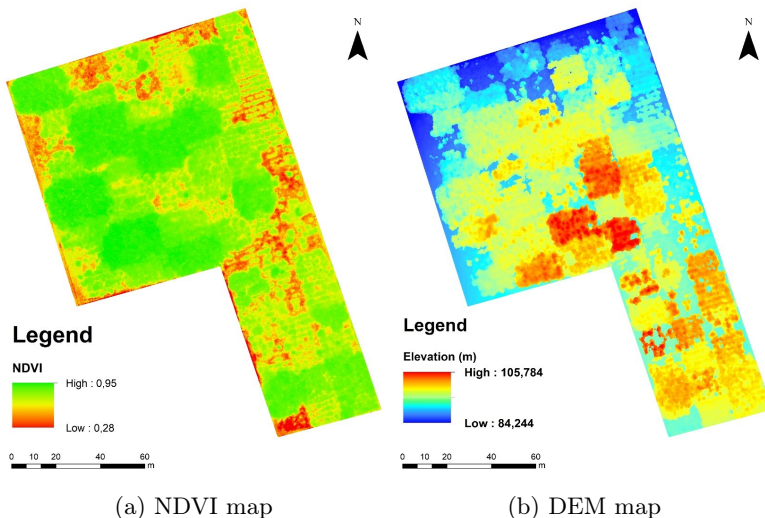 N
Legend
NDVI
High : 0,95
Low : 0,28
0 10 20 40 60
m
(a) NDVI map
N
Legend
Elevation (m)
High : 105,784
Low : 84,244
0 10 20 40 60
m
(b) DEM map